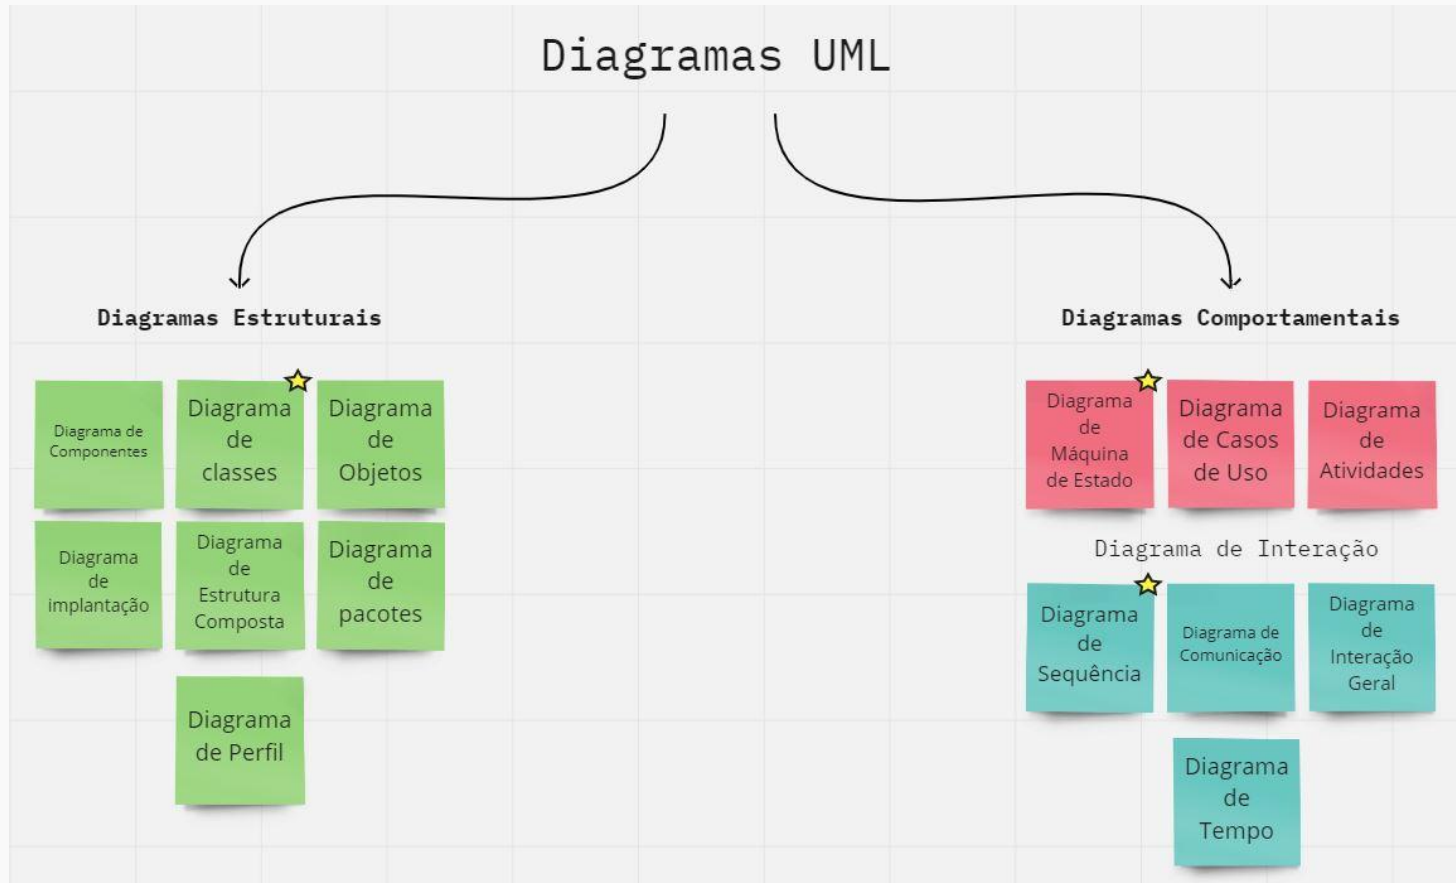 Diagramas UML
Diagramas Estruturais
Diagrama de
Componentes
Diagrama
de
classes
Diagrama
de
Objetos
Diagrama
de
implantação
Diagrama
de
Estrutura
Composta
Diagrama
de
pacotes
Diagrama
de Perfil
Diagramas Comportamentais
Diagrama
de
Máquina
de Estado
Diagrama
de Casos
de Uso
Diagrama
de
Atividades
Diagrama de Interação
Diagrama
de
Sequência
Diagrama de
Comunicação
Diagrama
de
Interação
Geral
Diagrama
de
Tempo